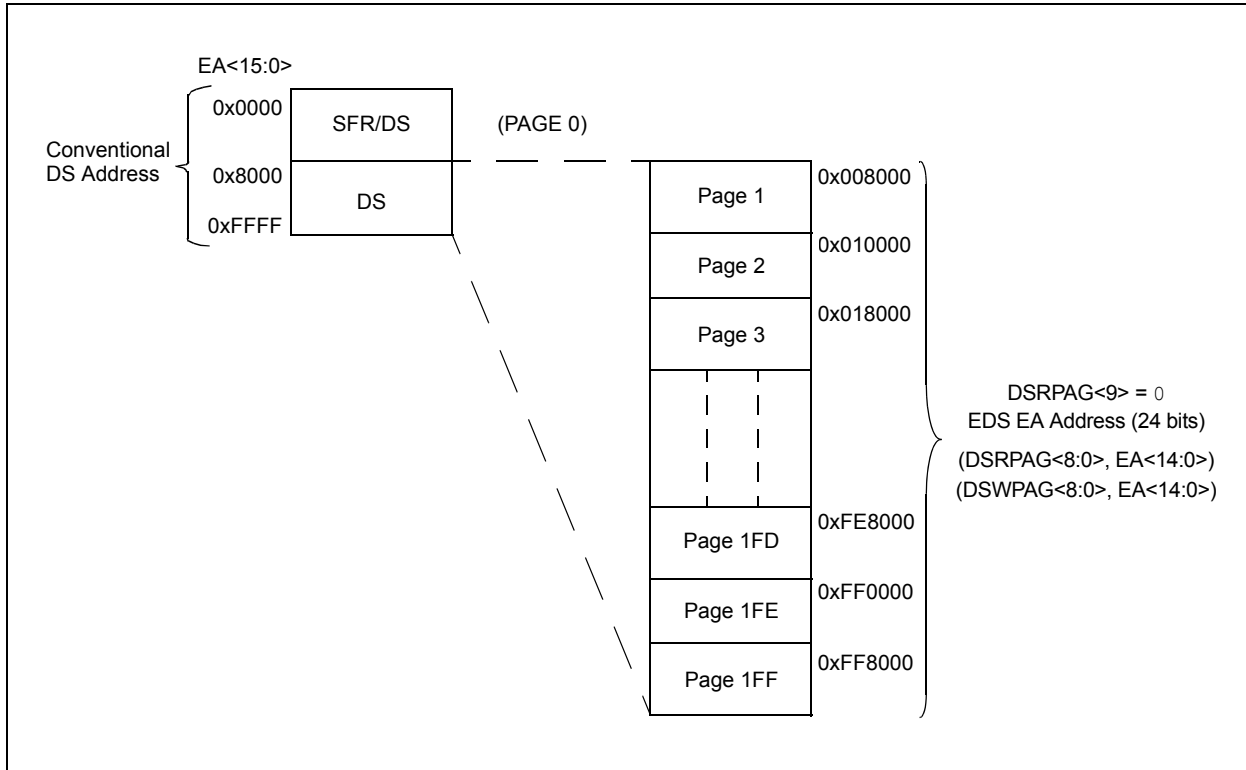 EA<15:0>
0x0000
SFR/DS
(PAGE 0)
Conventional
DS Address
0x8000
DS
0xFFFF
Page 1
0x008000
Page 2
0x010000
Page 3
0x018000
DSRPAG<9> = 0
EDS EA Address (24 bits)
(DSRPAG<8:0>, EA<14:0>)
(DSWPAG<8:0>, EA<14:0>)
Page 1FD
0xFE8000
Page 1FE
0xFF0000
Page 1FF
0xFF8000